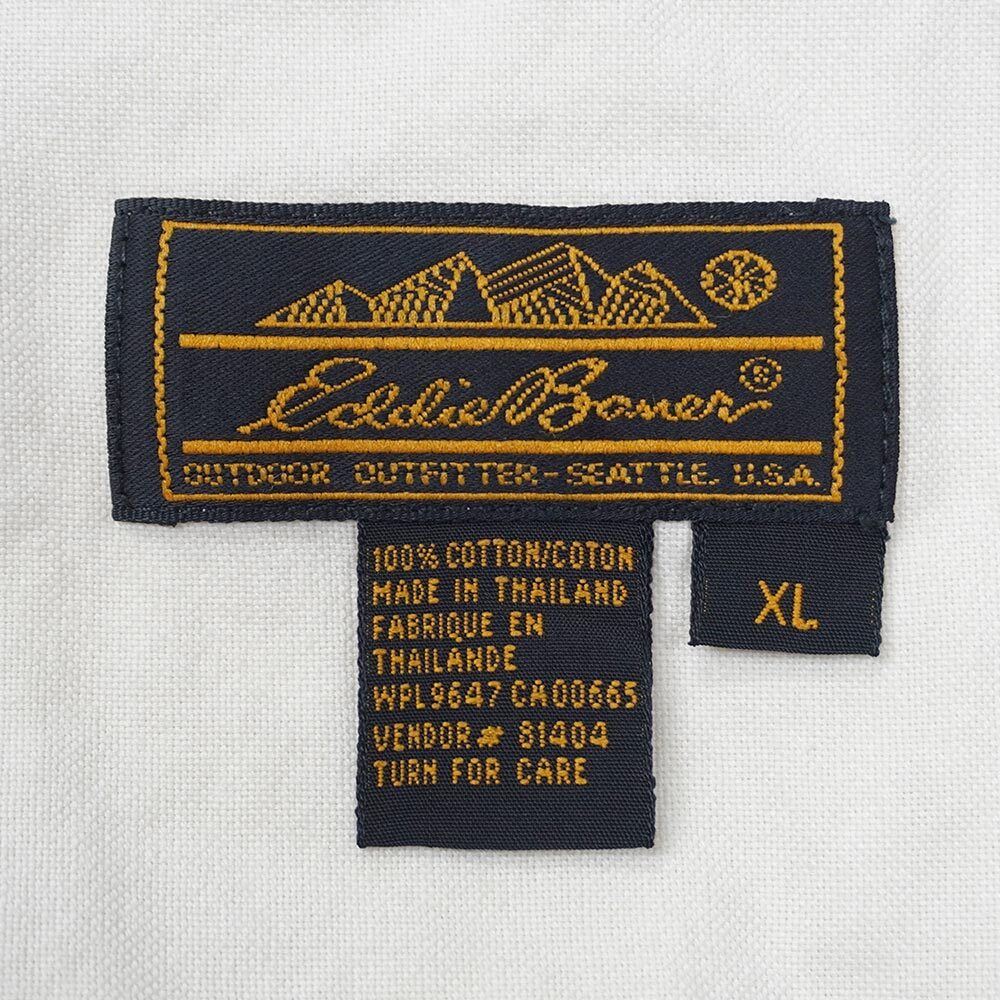 Eddie Bauer®
OUTDOOR OUTFITTER-SEATTLE, U.S.A.
100% COTTON/COTON
MADE IN THAILAND
FABRIQUE EN
THAILANDE
WPL9647 CA00665
VENDOR # 81404
TURN FOR CARE
XL